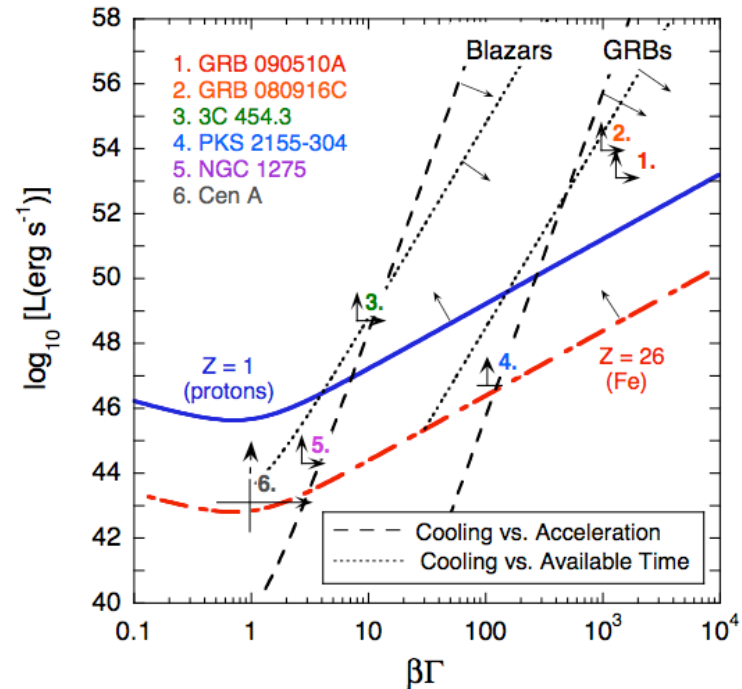 58
56
54
52
50
48
46
44
42
40
log₁₀ [L(erg s⁻¹)]
Blazars
GRBs
1. GRB 090510A
2. GRB 080916C
3. 3C 454.3
4. PKS 2155-304
5. NGC 1275
6. Cen A
2.
1.
3.
4.
5.
6.
Z = 1
(protons)
Z = 26
(Fe)
Cooling vs. Acceleration
Cooling vs. Available Time
0.1
1
10
100
10³
10⁴
βΓ